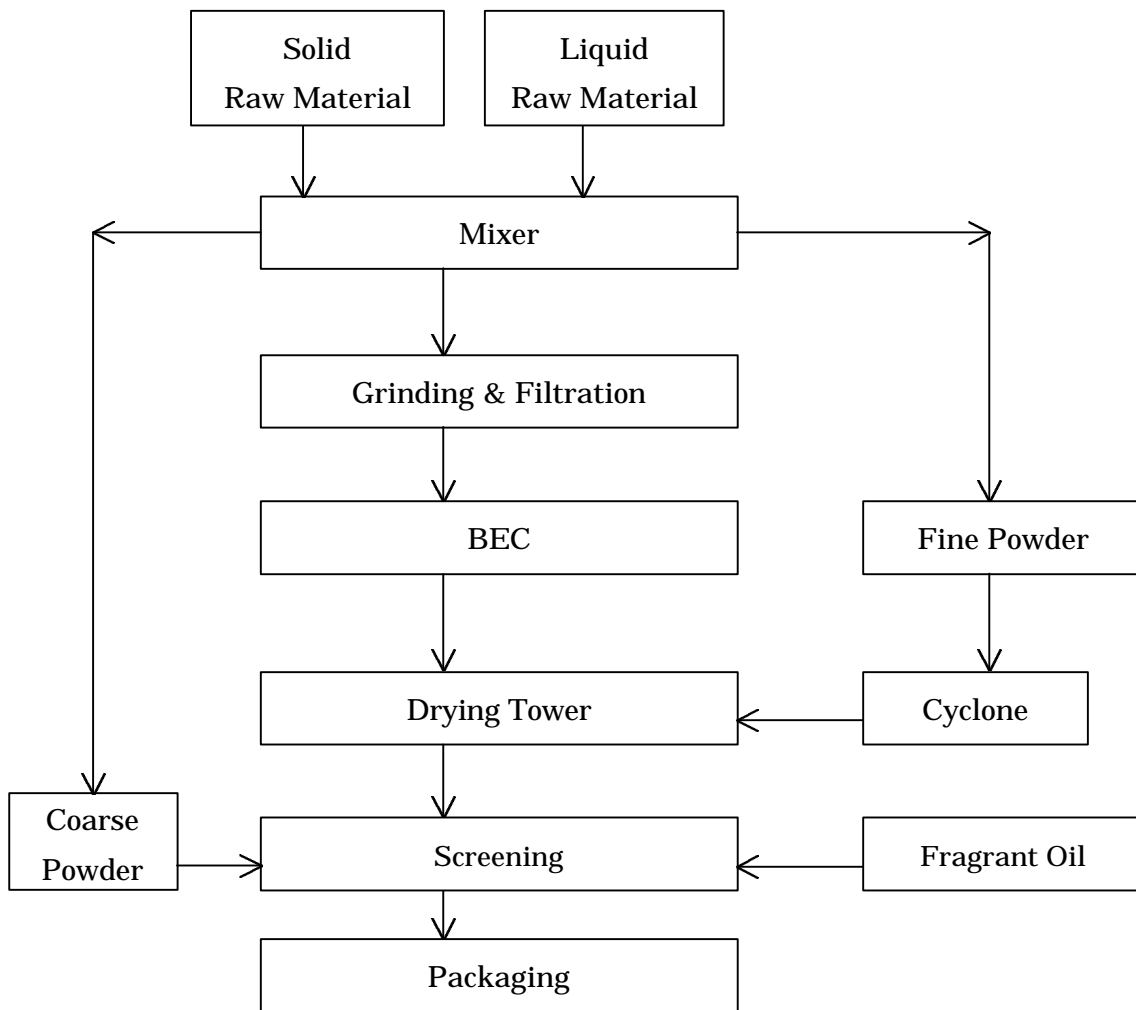 Solid
Raw Material
Liquid
Raw Material
Mixer
Grinding & Filtration
BEC
Fine Powder
Drying Tower
Cyclone
Coarse
Powder
Screening
Fragrant Oil
Packaging